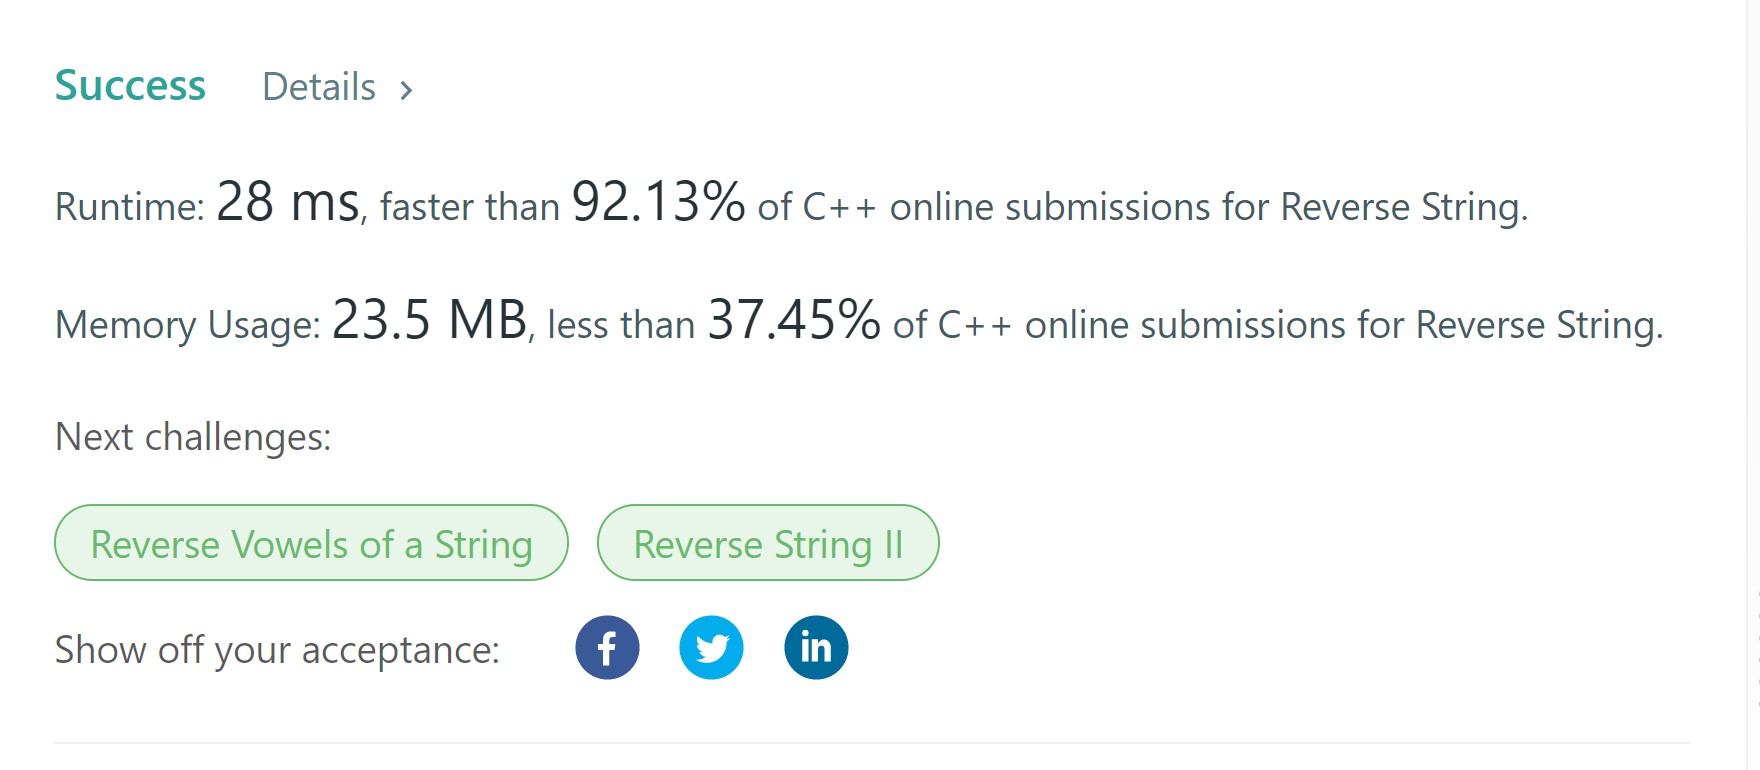 Success Details >
Runtime: 28 ms, faster than 92.13% of C++ online submissions for Reverse String.
Memory Usage: 23.5 MB, less than 37.45% of C++ online submissions for Reverse String.
Next challenges:
Reverse Vowels of a String Reverse String II
Show off your acceptance: f in